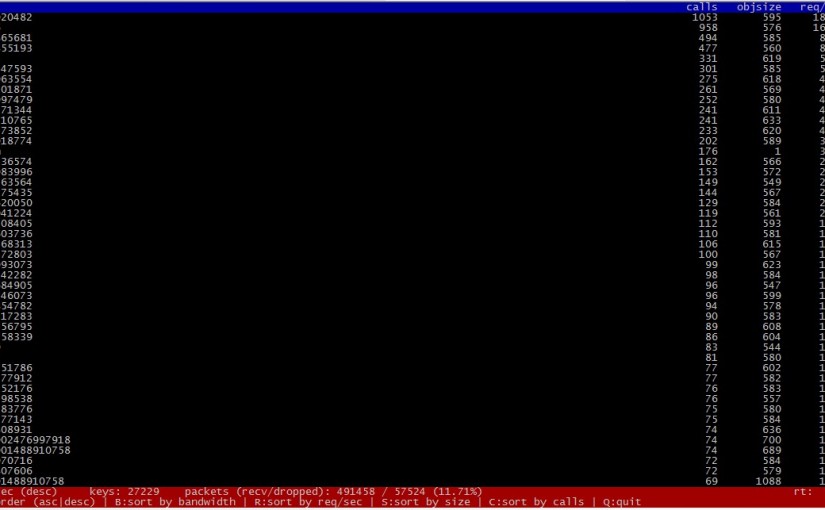 calls objsize req/
20482 1053 595 18
958 576 16
65681 494 585 8
55193 477 560 8
331 619 5
47593 301 585 5
63554 275 618 4
01871 261 569 4
97479 252 580 4
71344 241 611 4
10765 241 633 4
73852 233 620 4
18774 202 589 3
176 1 3
36574 162 566 2
83996 153 572 2
63564 149 549 2
75435 144 567 2
20050 129 584 2
41224 119 561 2
08405 112 593 1
03736 110 581 1
68313 106 615 1
72803 100 567 1
93073 99 623 1
42282 98 584 1
84905 96 547 1
46073 96 599 1
54782 94 578 1
17283 90 583 1
56795 89 608 1
58339 86 604 1
83 544 1
81 580 1
51786 77 602 1
77912 77 582 1
52176 76 583 1
98538 76 557 1
83776 75 580 1
77143 75 584 1
08931 74 636 1
02476997918 74 700 1
01488910758 74 689 1
70716 72 584 1
07606 72 579 1
1488910758 69 1088 1
ec (desc) keys: 27229 packets (recv/dropped): 491458 / 57524 (11.71%) rt:
rder (asc|desc) | B:sort by bandwidth | R:sort by req/sec | S:sort by size | C:sort by calls | Q:quit